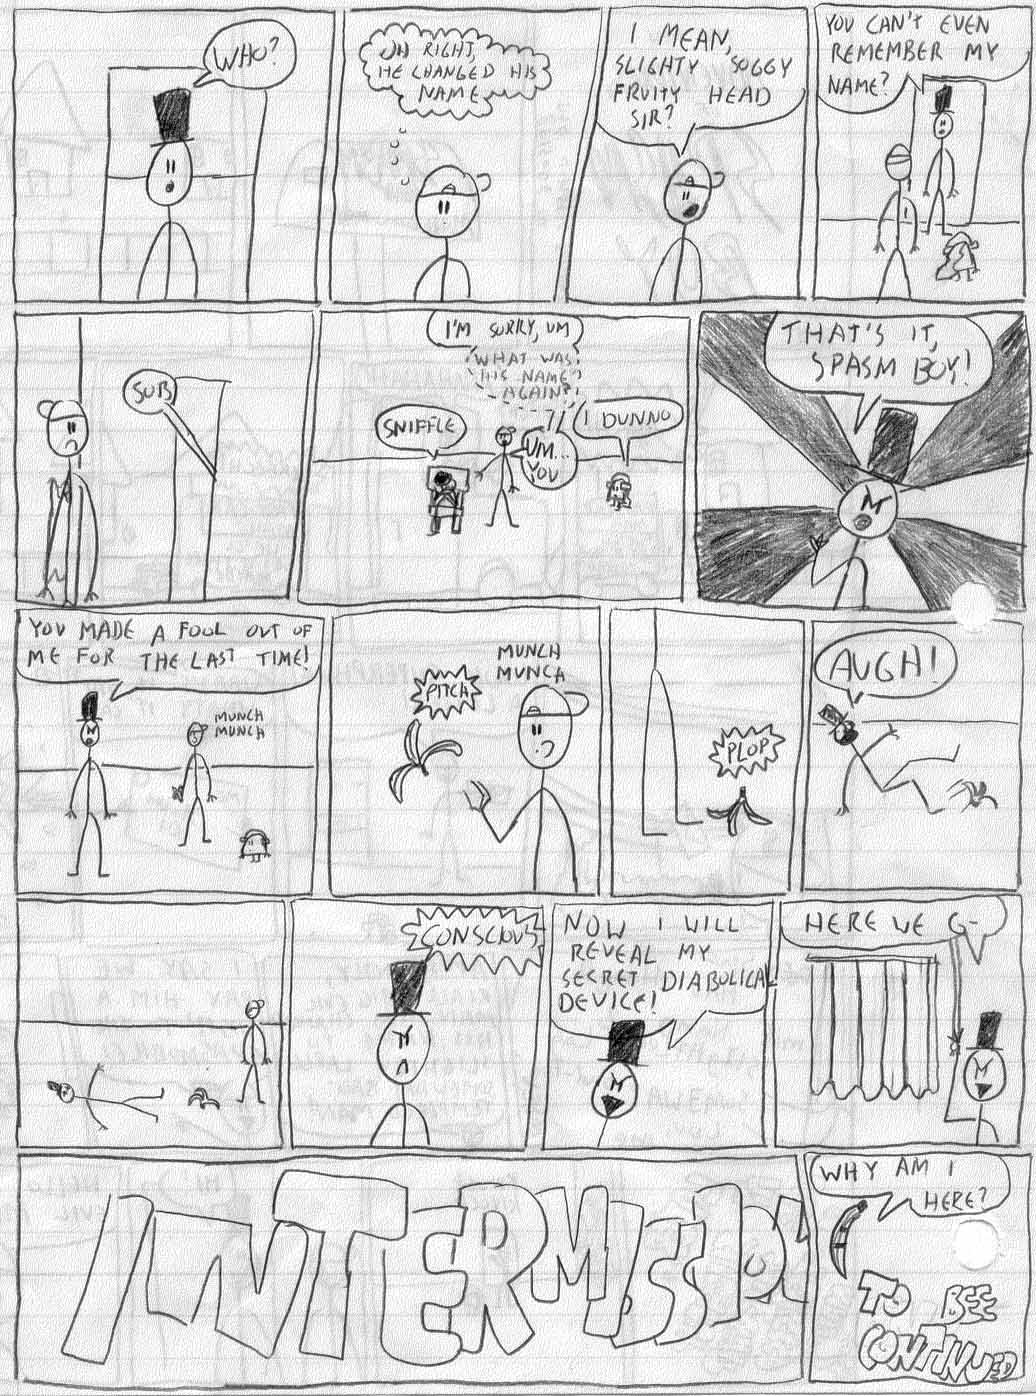 WHO?
OH RIGHT,
HE CHANGED HIS
NAME
I MEAN,
SLIGHTY SOGGY
FRUITY HEAD
SIR?
YOU CAN'T EVEN
REMEMBER MY
NAME?
SOB
I'M SORRY, UM
WHAT WAS
HIS NAME
AGAIN?
SNIFFLE
UM...
YOU
I DUNNO
THAT'S IT,
SPASM BOY!
YOU MADE A FOOL OUT OF
ME FOR THE LAST TIME!
MUNCH
MUNCH
MUNCH
MUNCH
PITCH
PLOP
AUGH!
CONSCIOUS
NOW I WILL
REVEAL MY
SECRET DIABOLICAL
DEVICE!
HERE WE G-
INTERMISSION
WHY AM I
HERE?
TO BEE
CONTINUED